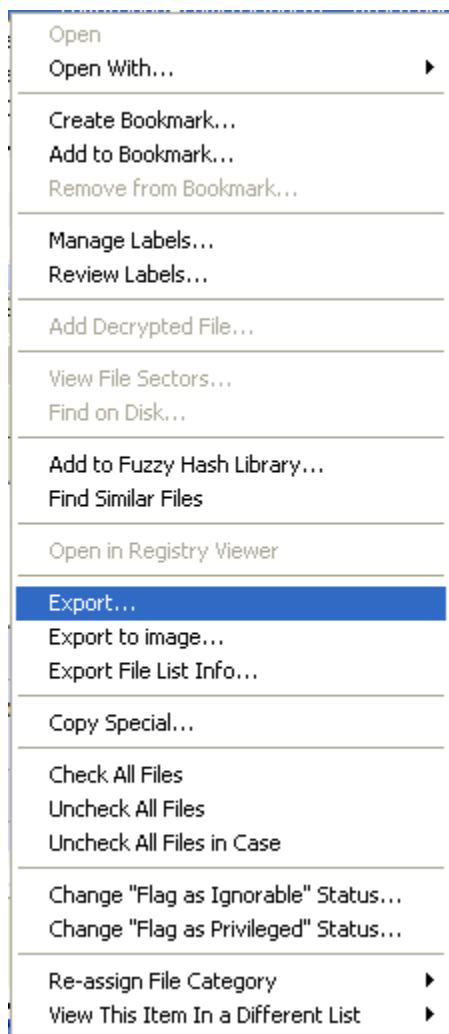 Open
Open With...
Create Bookmark...
Add to Bookmark...
Remove from Bookmark...
Manage Labels...
Review Labels...
Add Decrypted File...
View File Sectors...
Find on Disk...
Add to Fuzzy Hash Library...
Find Similar Files
Open in Registry Viewer
Export...
Export to image...
Export File List Info...
Copy Special...
Check All Files
Uncheck All Files
Uncheck All Files in Case
Change "Flag as Ignorable" Status...
Change "Flag as Privileged" Status...
Re-assign File Category
View This Item In a Different List